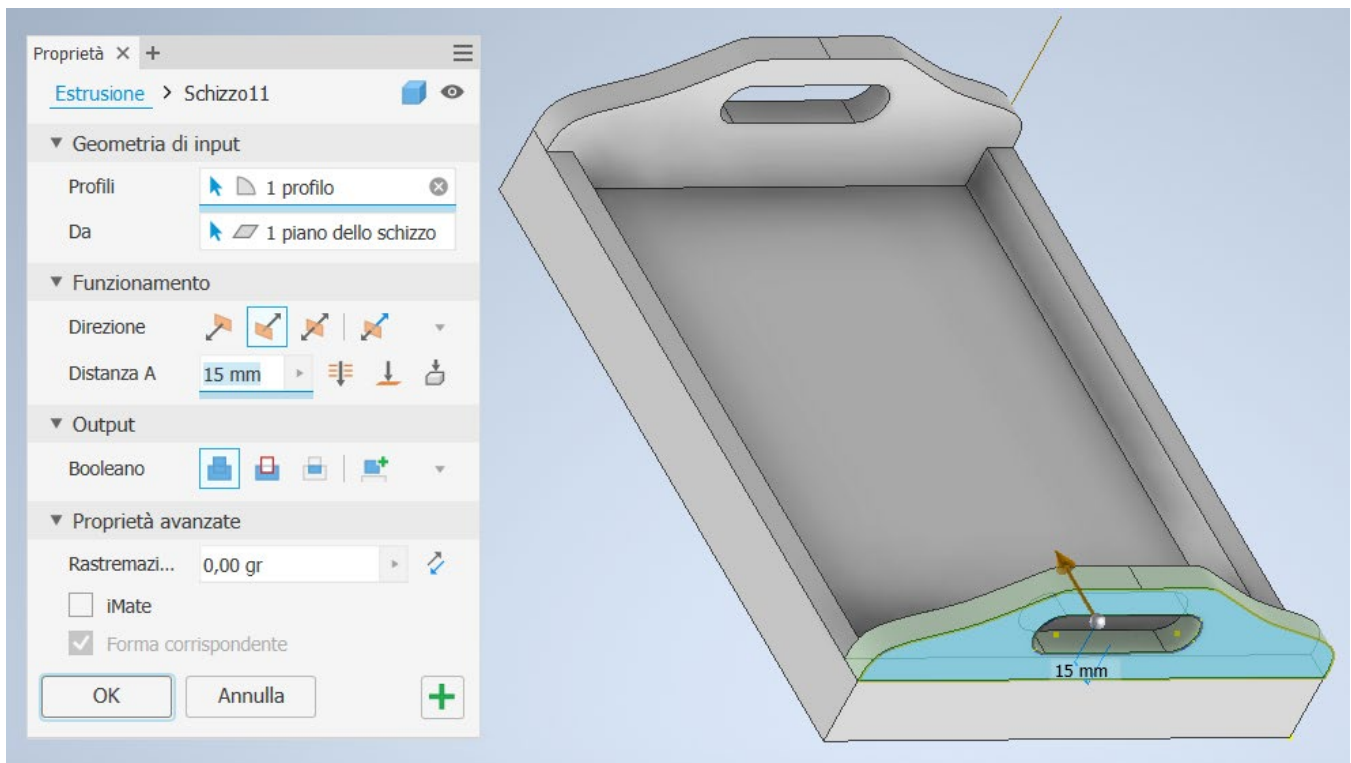 Proprietà × +
Estrusione > Schizzo11
Geometria di input
Profili 1 profilo
Da 1 piano dello schizzo
Funzionamento
Direzione
Distanza A 15 mm
Output
Booleano
Proprietà avanzate
Rastremazi... 0,00 gr
iMate
Forma corrispondente
OK Annulla
15 mm